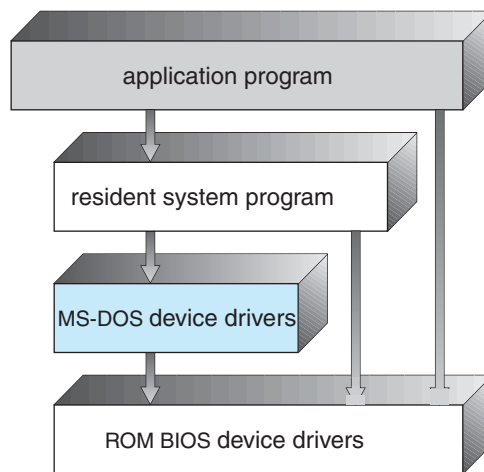 application program
resident system program
MS-DOS device drivers
ROM BIOS device drivers